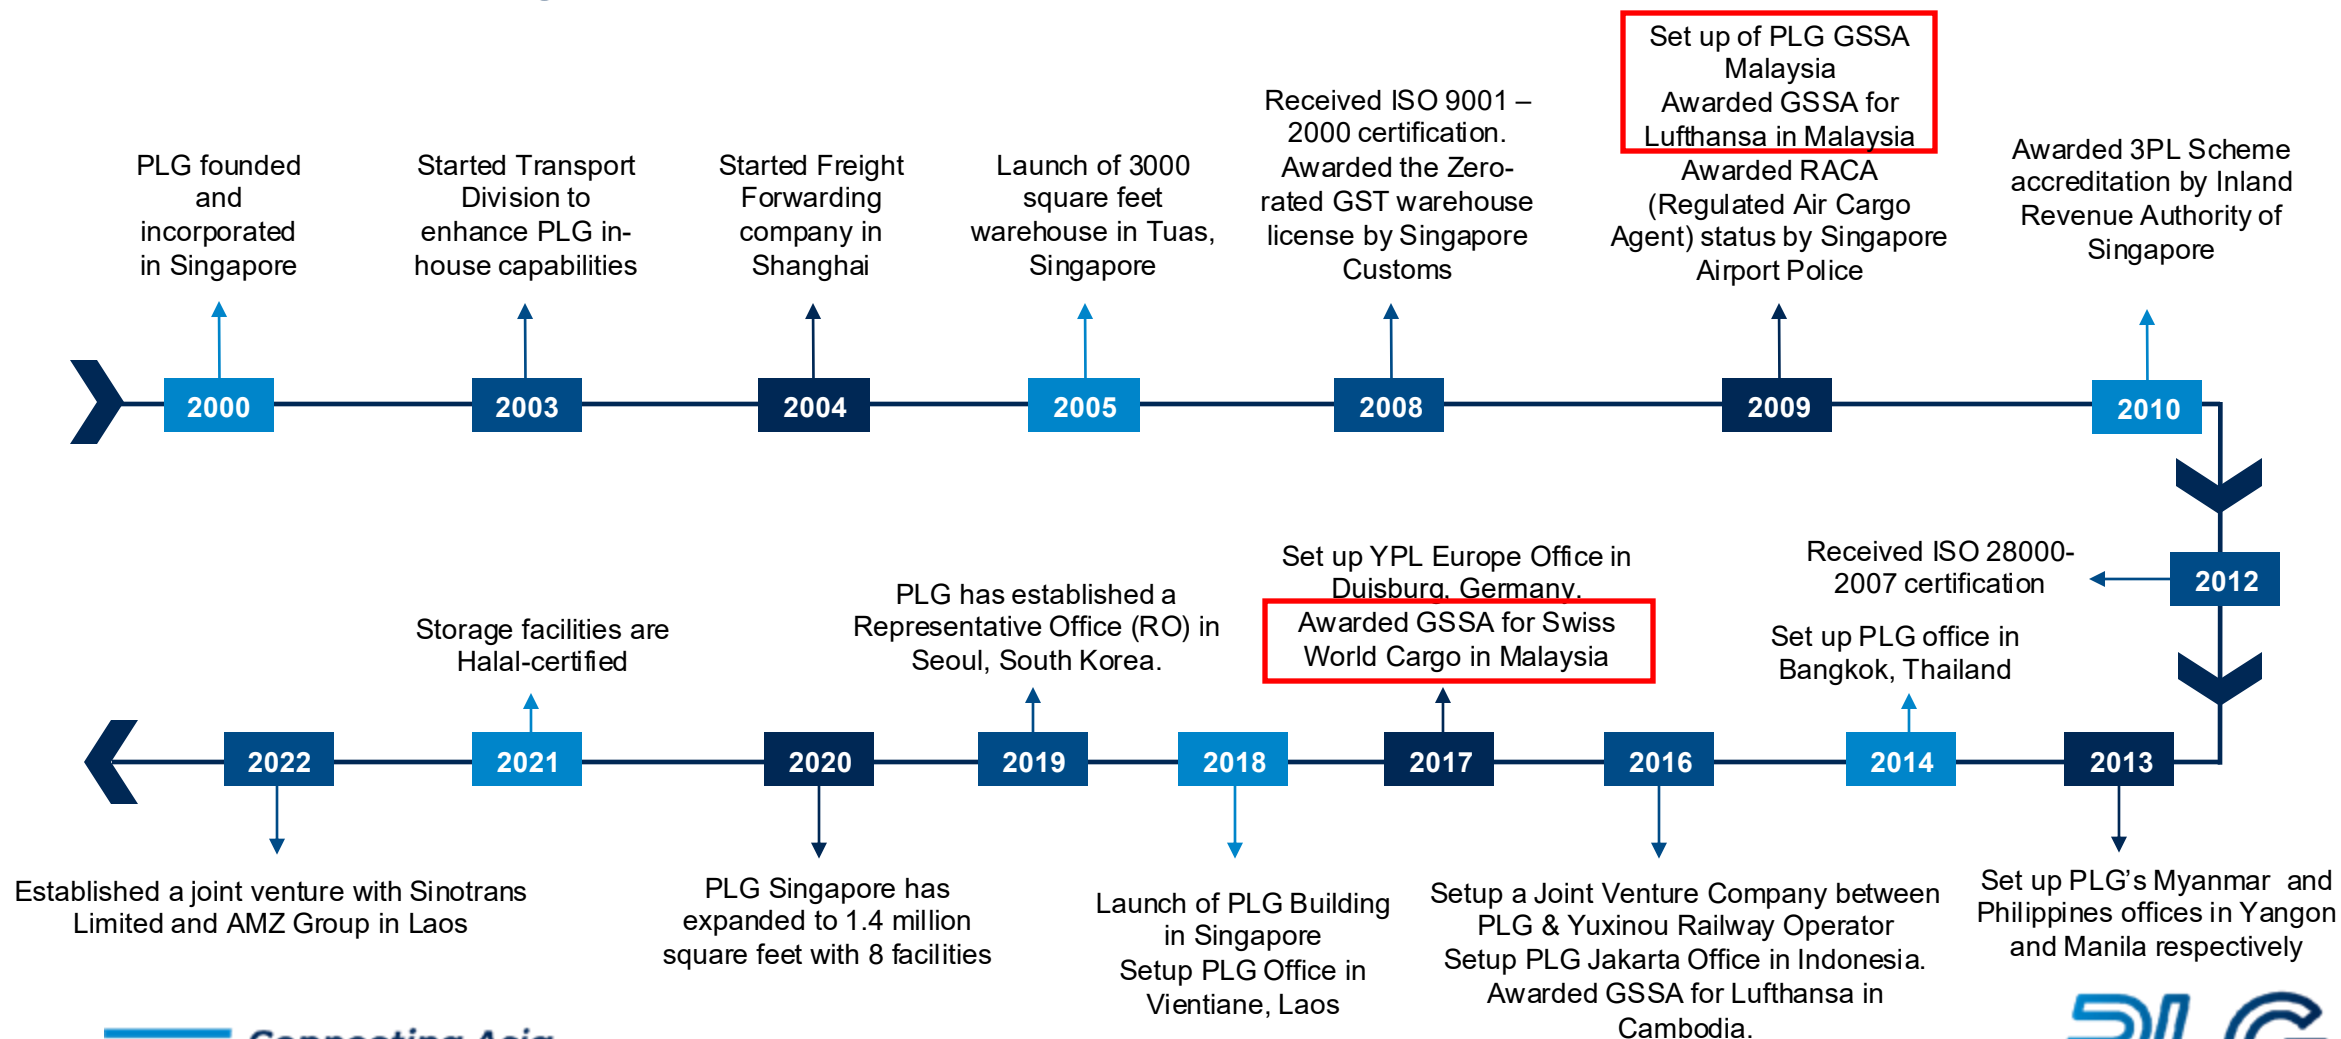 PLG founded
and
incorporated
in Singapore
Started Transport
Division to
enhance PLG in-
house capabilities
Started Freight
Forwarding
company in
Shanghai
Launch of 3000
square feet
warehouse in Tuas,
Singapore
Received ISO 9001 –
2000 certification.
Awarded the Zero-
rated GST warehouse
license by Singapore
Customs
Set up of PLG GSSA
Malaysia
Awarded GSSA for
Lufthansa in Malaysia
Awarded RACA
(Regulated Air Cargo
Agent) status by Singapore
Airport Police
Awarded 3PL Scheme
accreditation by Inland
Revenue Authority of
Singapore
2000
2003
2004
2005
2008
2009
2010
Received ISO 28000-
2007 certification
2012
Storage facilities are
Halal-certified
PLG has established a
Representative Office (RO) in
Seoul, South Korea.
Set up YPL Europe Office in
Duisburg, Germany.
Awarded GSSA for Swiss
World Cargo in Malaysia
Set up PLG office in
Bangkok, Thailand
2022
2021
2020
2019
2018
2017
2016
2014
2013
Established a joint venture with Sinotrans
Limited and AMZ Group in Laos
PLG Singapore has
expanded to 1.4 million
square feet with 8 facilities
Launch of PLG Building
in Singapore
Setup PLG Office in
Vientiane, Laos
Setup a Joint Venture Company between
PLG & Yuxinou Railway Operator
Setup PLG Jakarta Office in Indonesia.
Awarded GSSA for Lufthansa in
Cambodia.
Set up PLG’s Myanmar and
Philippines offices in Yangon
and Manila respectively
Connecting Asia
PLG